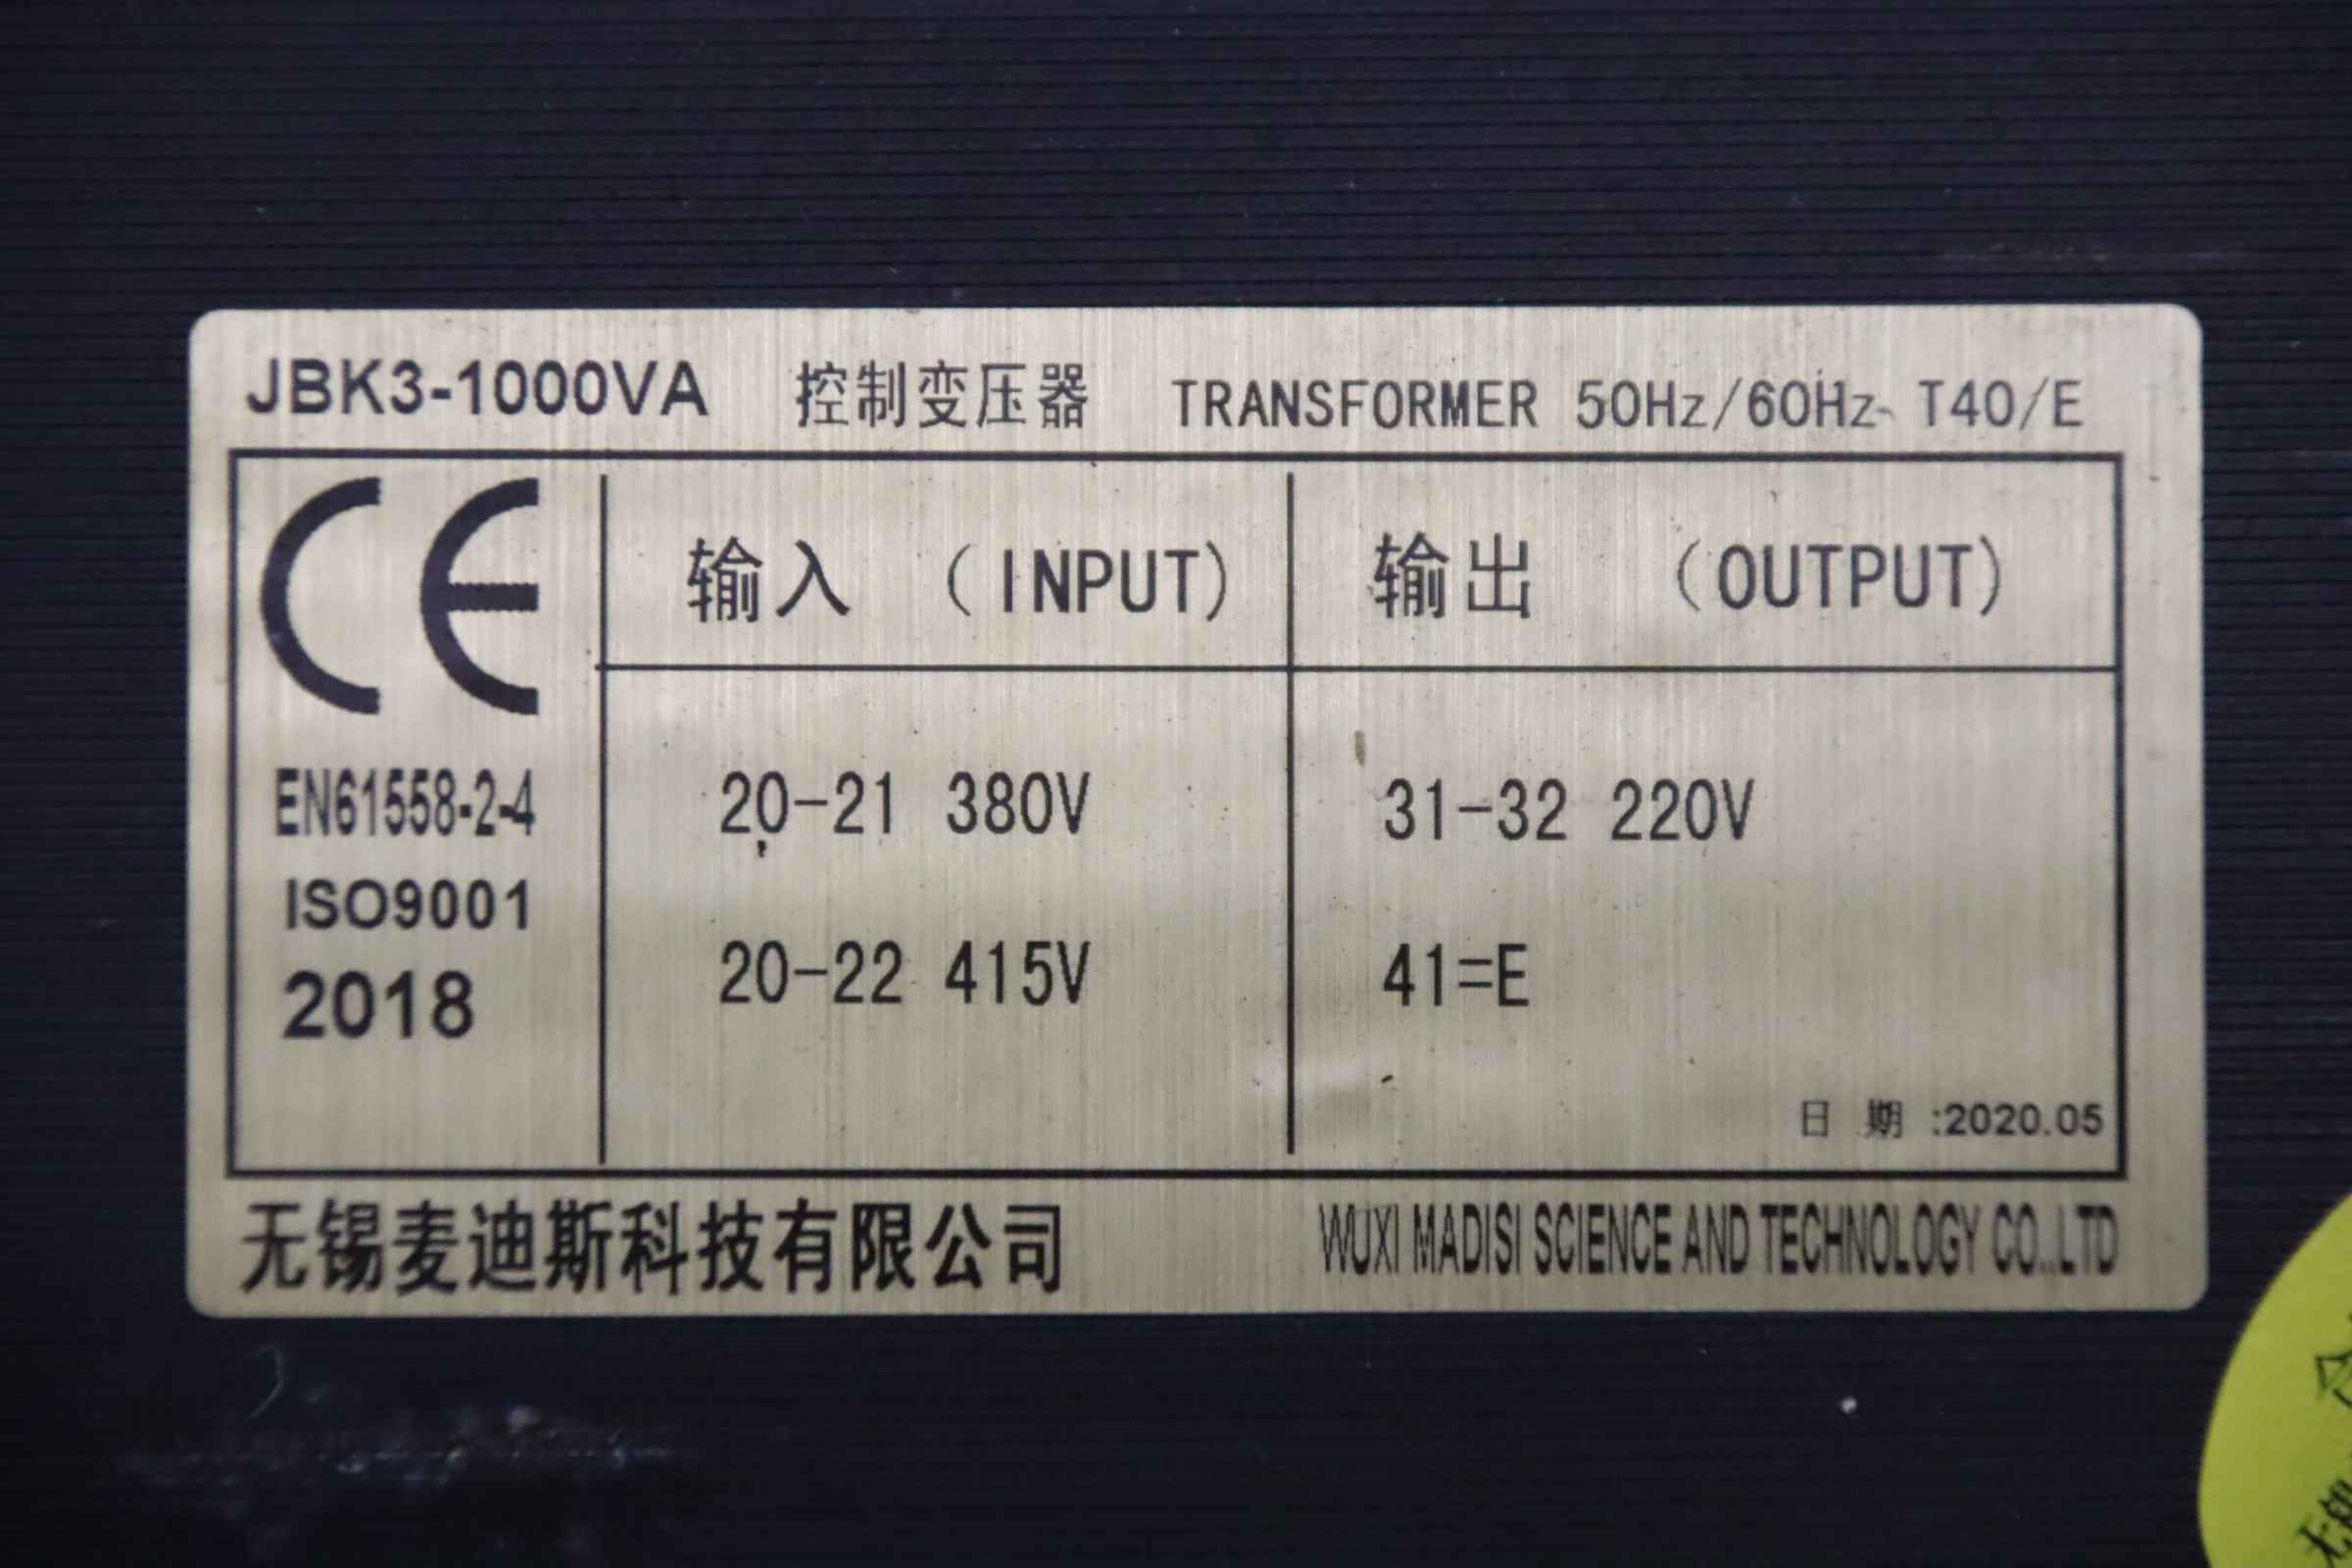 JBK3-1000VA 控制变压器 TRANSFORMER 50Hz/60Hz T40/E
CE
EN61558-2-4
ISO9001
2018
输入 (INPUT)
20-21 380V
20-22 415V
输出 (OUTPUT)
31-32 220V
41=E
日 期 :2020.05
无锡麦迪斯科技有限公司 WUXI MADISI SCIENCE AND TECHNOLOGY CO.,LTD